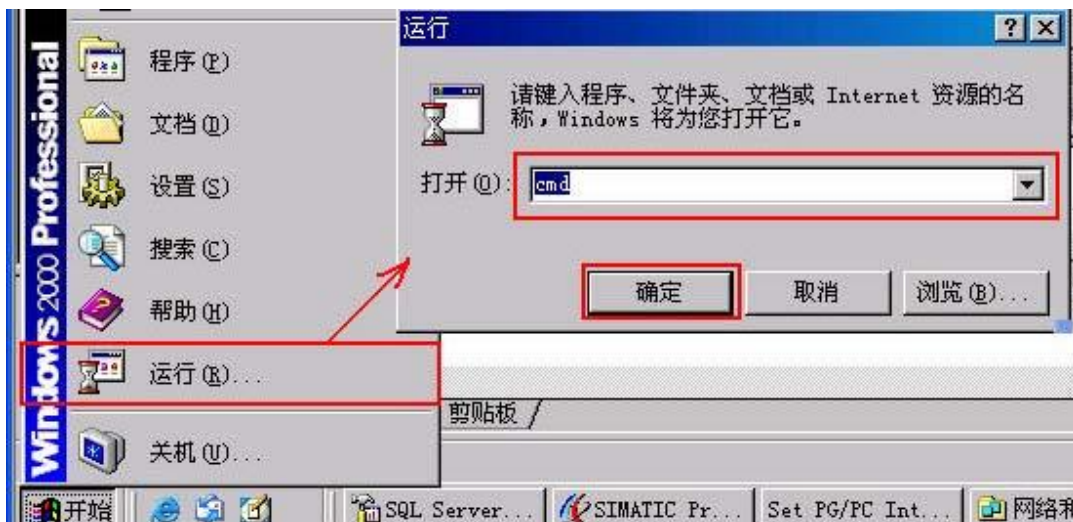 Windows 2000 Professional
程序(P)
文档(D)
设置(S)
搜索(C)
帮助(H)
运行(R)...
关机(U)...
运行
请键入程序、文件夹、文档或 Internet 资源的名
称，Windows 将为您打开它。
打开(O):
cmd
确定
取消
浏览(B)...
剪贴板
开始
SQL Server...
SIMATIC Pr...
Set PG/PC Int...
网络和